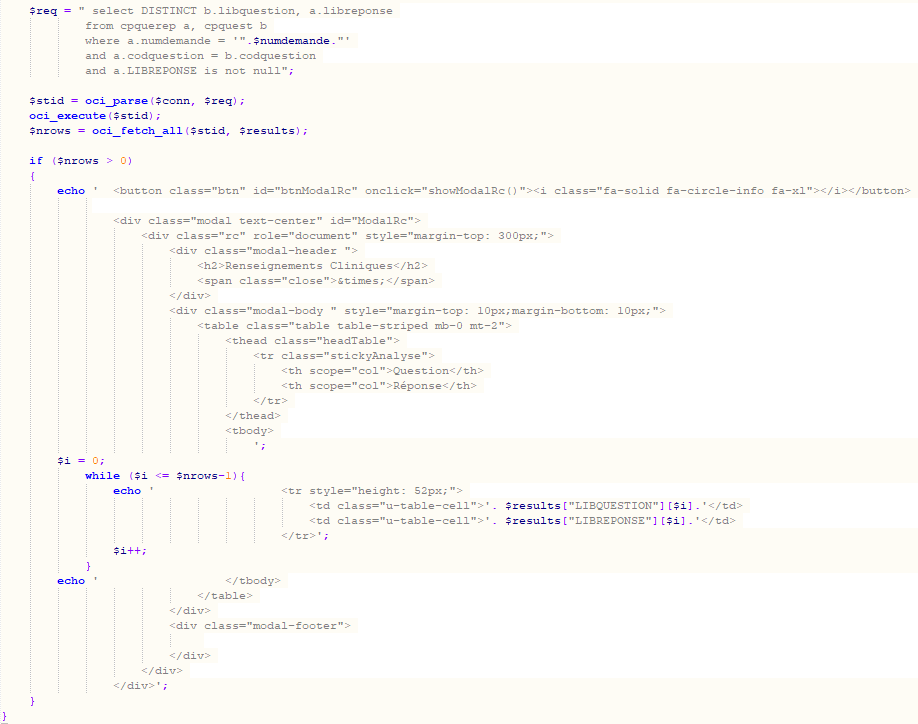 $req = " select DISTINCT b.libquestion, a.libreponse
from cpquerep a, cpquest b
where a.numdemande = '".$numdemande."'
and a.codquestion = b.codquestion
and a.LIBREPONSE is not null";
$stid = oci_parse($conn, $req);
oci_execute($stid);
$nrows = oci_fetch_all($stid, $results);
if ($nrows > 0)
{
echo ' <button class="btn" id="btnModalRc" onclick="showModalRc()"><i class="fa-solid fa-circle-info fa-xl"></i></button>
<div class="modal text-center" id="ModalRc">
<div class="rc" role="document" style="margin-top: 300px;">
<div class="modal-header ">
<h2>Renseignements Cliniques</h2>
<span class="close">&times;</span>
</div>
<div class="modal-body " style="margin-top: 10px;margin-bottom: 10px;">
<table class="table table-striped mb-0 mt-2">
<thead class="headTable">
<tr class="stickyAnalyse">
<th scope="col">Question</th>
<th scope="col">Réponse</th>
</tr>
</thead>
<tbody>
';
$i = 0;
while ($i <= $nrows-1){
echo ' <tr style="height: 52px;">
<td class="u-table-cell">'. $results["LIBQUESTION"][$i].'</td>
<td class="u-table-cell">'. $results["LIBREPONSE"][$i].'</td>
</tr>';
$i++;
}
echo ' </tbody>
</table>
</div>
<div class="modal-footer">
</div>
</div>
</div>';
}
}